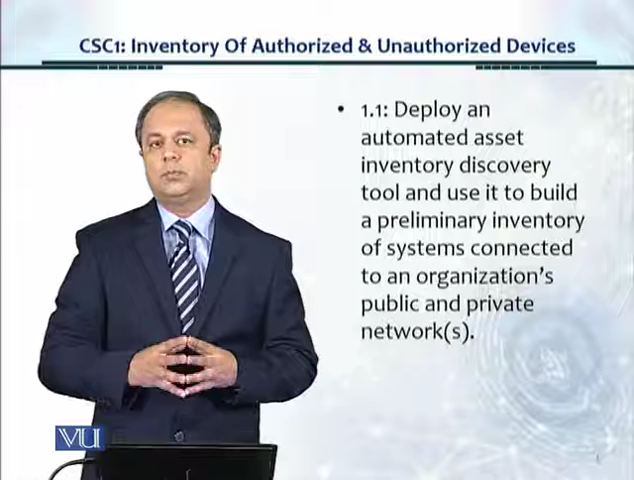 CSC1: Inventory Of Authorized & Unauthorized Devices
• 1.1: Deploy an
automated asset
inventory discovery
tool and use it to build
a preliminary inventory
of systems connected
to an organization's
public and private
network(s).
VU